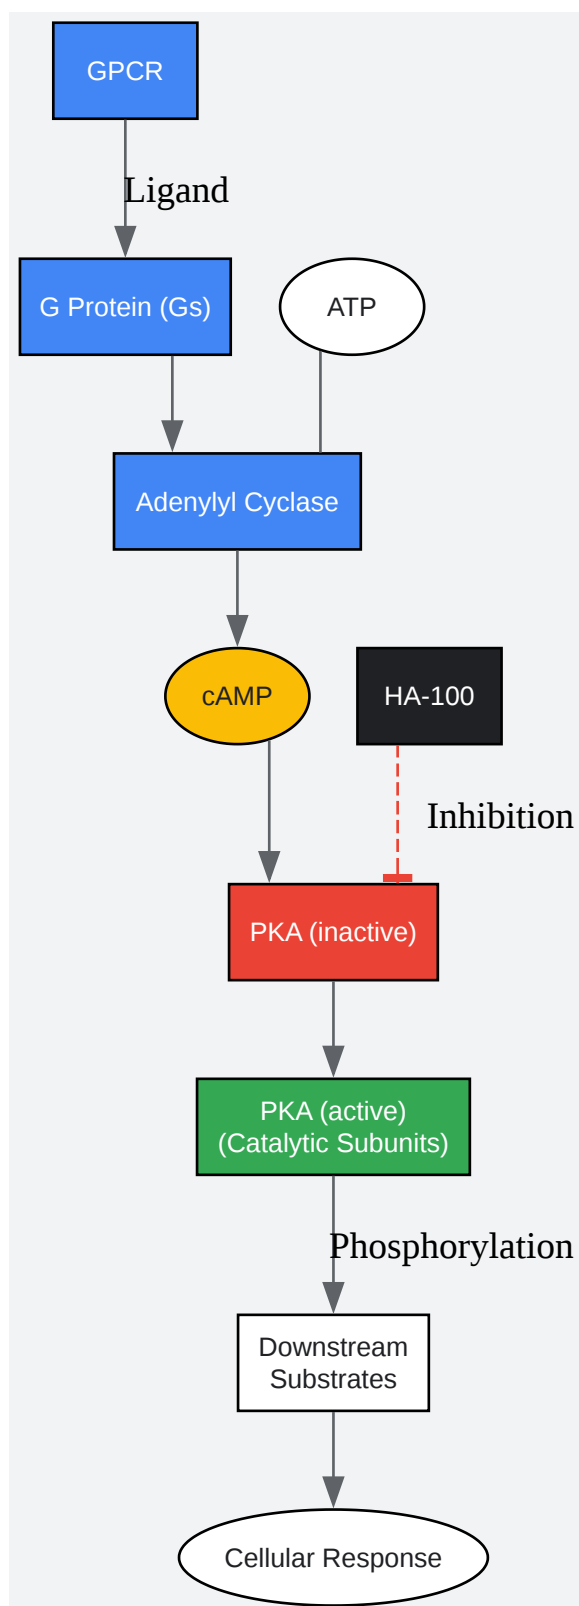 GPCR
Ligand
G Protein (Gs)
ATP
Adenylyl Cyclase
cAMP
HA-100
Inhibition
PKA (inactive)
PKA (active)
(Catalytic Subunits)
Phosphorylation
Downstream
Substrates
Cellular Response